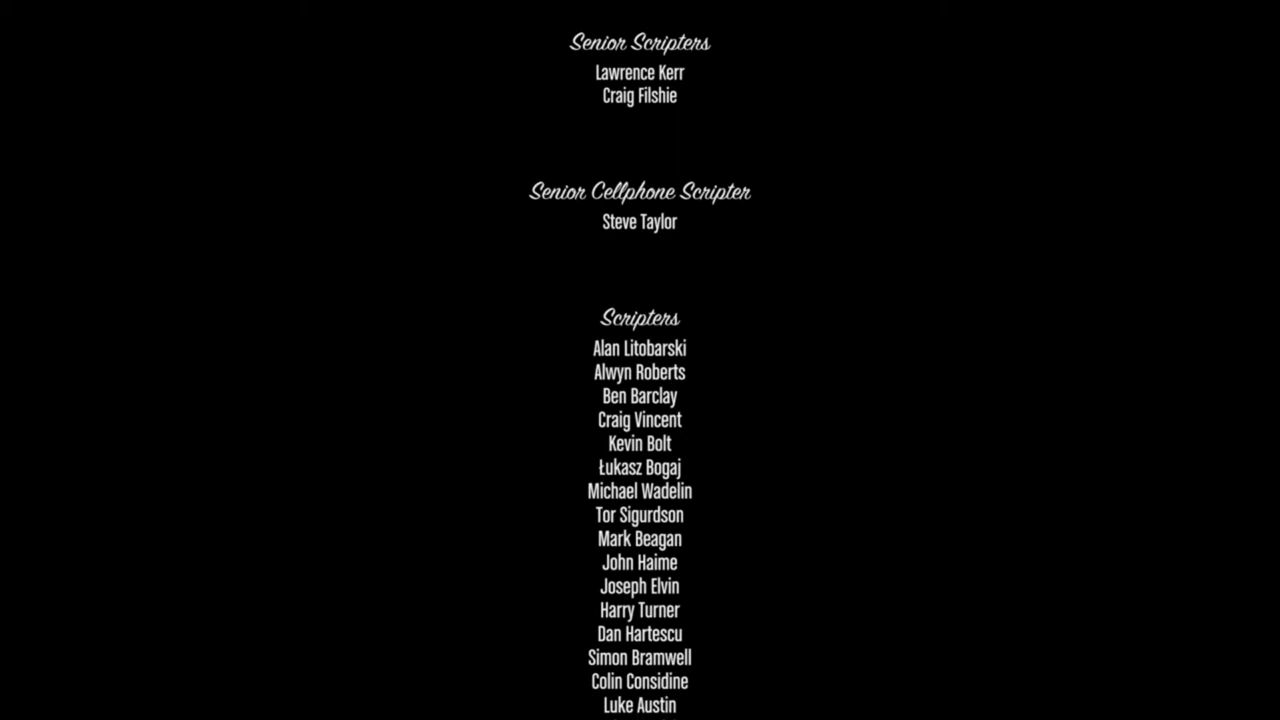 Senior Scripters
Lawrence Kerr
Craig Filshie
Senior Cellphone Scripter
Steve Taylor
Scripters
Alan Litobarski
Alwyn Roberts
Ben Barclay
Craig Vincent
Kevin Bolt
Łukasz Bogaj
Michael Wadelin
Tor Sigurdson
Mark Beagan
John Haime
Joseph Elvin
Harry Turner
Dan Hartescu
Simon Bramwell
Colin Considine
Luke Austin